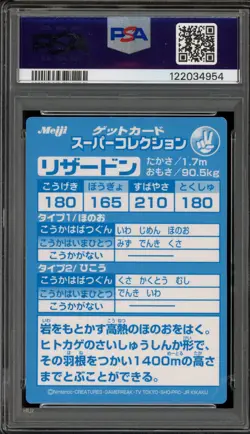 PSA
122034954
Meiji
ゲットカード
スーパーコレクション
リザードン
たかさ/1.7m
おもさ/90.5kg
こうげき ぼうぎょ すばやさ とくしゅ
180 165 210 180
タイプ1/ほのお
こうかはばつぐん いわ じめん ほのお
こうかはいまひとつ みず でんき くさ
こうかがない
タイプ2/ひこう
こうかはばつぐん くさ かくとう むし
こうかはいまひとつ でんき いわ
こうかがない
岩をもとかす高熱のほのおをはく。
ヒトカゲのさいしゅうしんか形で、
その羽根をつかい1400mの高さ
までとぶことができる。
©Nintendo・CREATURES・GAMEFREAK・TV TOKYO・SHO-PRO・JR KIKAKU